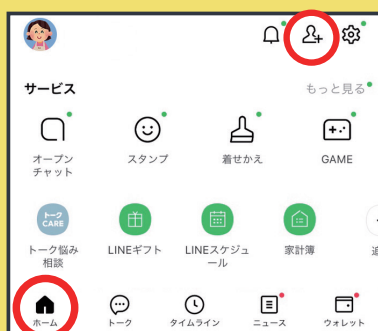 サービス
もっと見る
オープン
チャット
スタンプ
着せかえ
GAME
トーク
CARE
トーク悩み
相談
LINEギフト
LINEスケジュ
ール
家計簿
ホーム
トーク
タイムライン
ニュース
ウォレット